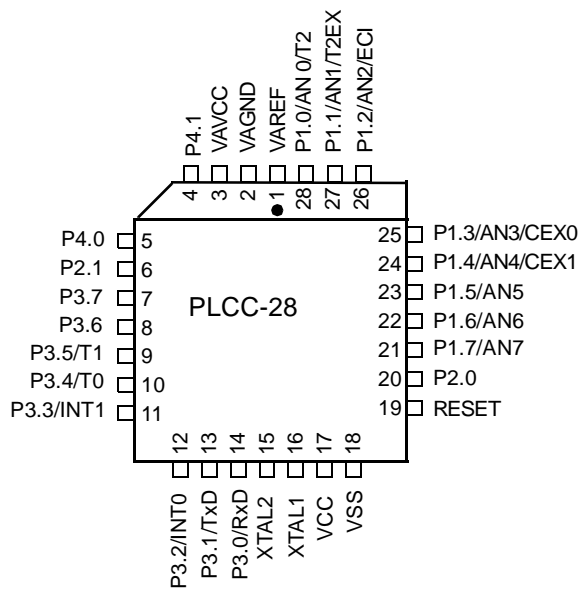 P4.1
VAVCC
VAGND
VAREF
P1.0/AN 0/T2
P1.1/AN1/T2EX
P1.2/AN2/ECI
4
3
2
1
28
27
26
P4.0
5
P2.1
6
P3.7
7
P3.6
8
P3.5/T1
9
P3.4/T0
10
P3.3/INT1
11
PLCC-28
25
P1.3/AN3/CEX0
24
P1.4/AN4/CEX1
23
P1.5/AN5
22
P1.6/AN6
21
P1.7/AN7
20
P2.0
19
RESET
12
13
14
15
16
17
18
P3.2/INT0
P3.1/TxD
P3.0/RxD
XTAL2
XTAL1
VCC
VSS